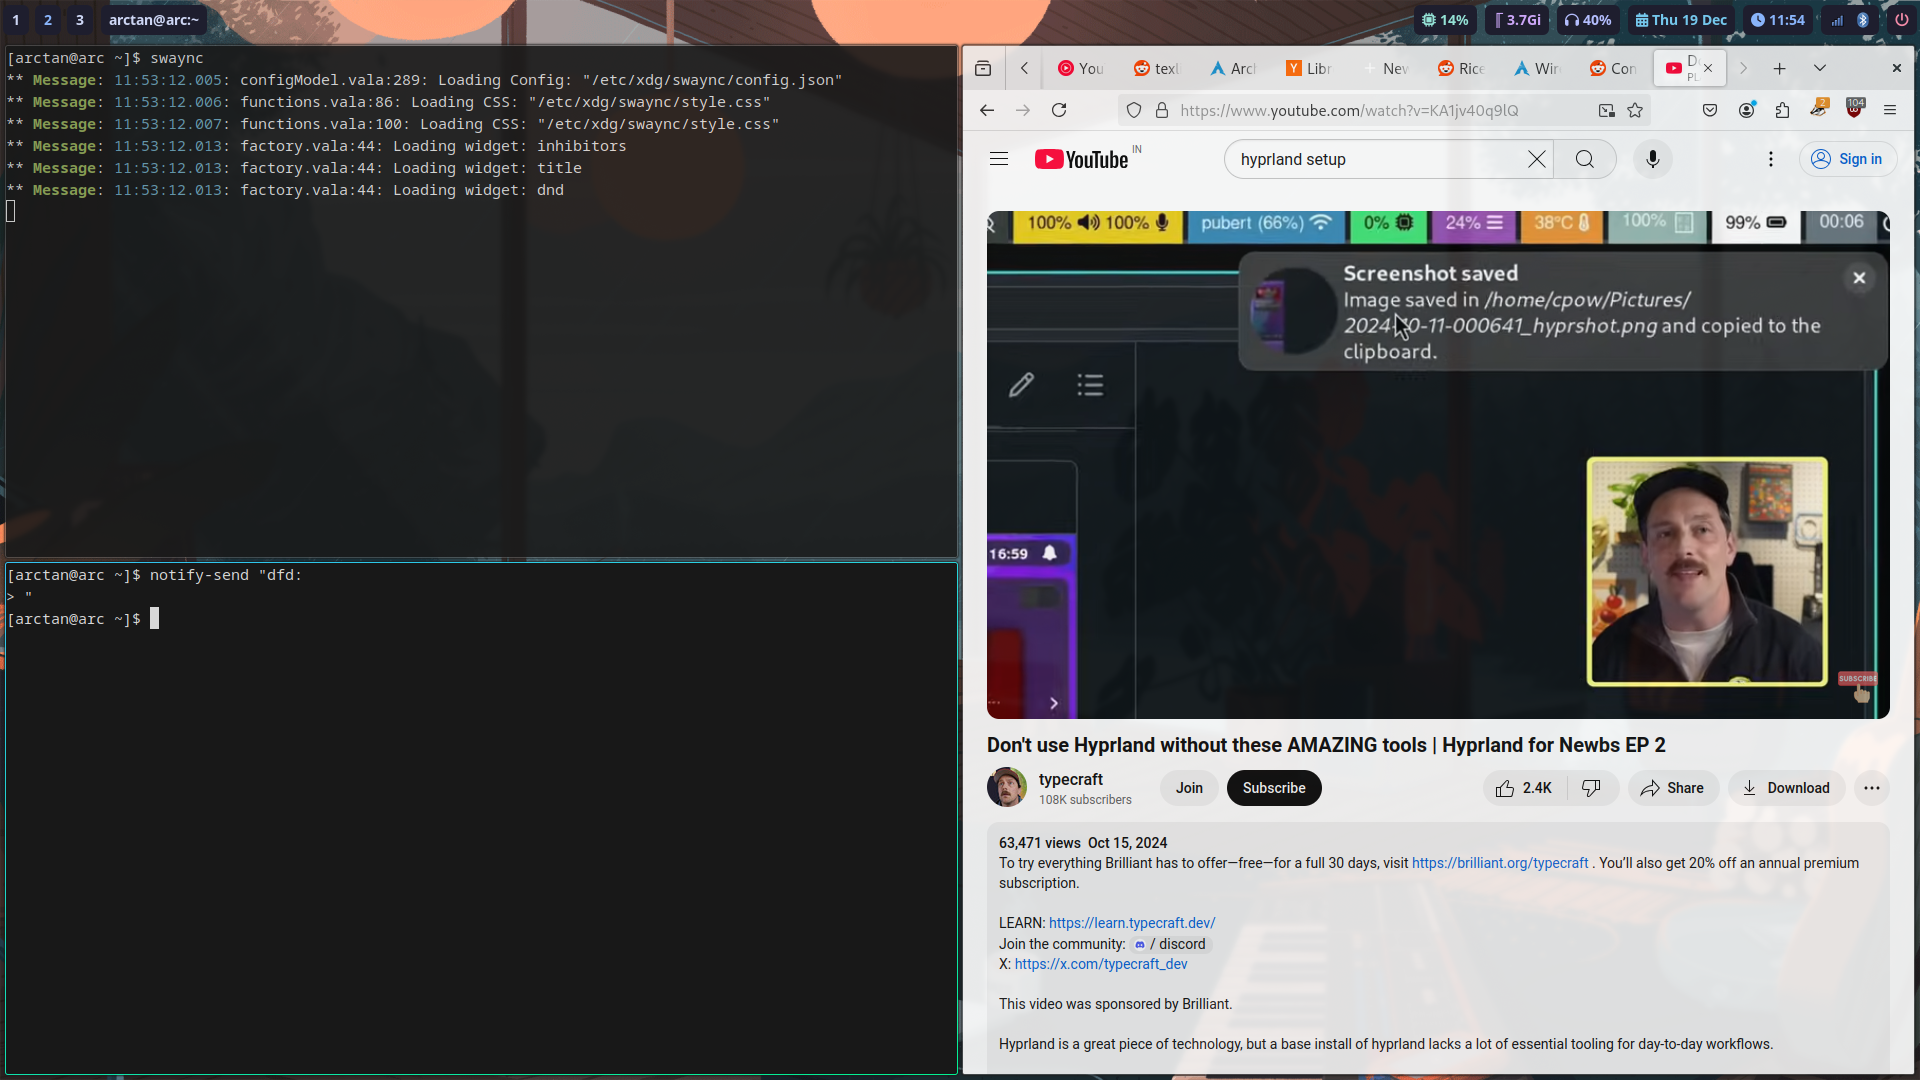 1 2 3 arctan@arc:~ 14% 3.7Gi 40% Thu 19 Dec 11:54
[arctan@arc ~]$ swaync
** Message: 11:53:12.005: configModel.vala:289: Loading Config: "/etc/xdg/swaync/config.json"
** Message: 11:53:12.006: functions.vala:86: Loading CSS: "/etc/xdg/swaync/style.css"
** Message: 11:53:12.007: functions.vala:100: Loading CSS: "/etc/xdg/swaync/style.css"
** Message: 11:53:12.013: factory.vala:44: Loading widget: inhibitors
** Message: 11:53:12.013: factory.vala:44: Loading widget: title
** Message: 11:53:12.013: factory.vala:44: Loading widget: dnd
[arctan@arc ~]$ notify-send "dfd:
> "
[arctan@arc ~]$
You texl Arc Libr New Rice Wir Con D
PL
https://www.youtube.com/watch?v=KA1jv40q9lQ 2 104
YouTube IN hyprland setup Sign in
100% 100% pubert (66%) 0% 24% 38°C 100% 99% 00:06
Screenshot saved
Image saved in /home/cpow/Pictures/
2024-10-11-000641_hyprshot.png and copied to the
clipboard.
16:59
SUBSCRIBE
Don't use Hyprland without these AMAZING tools | Hyprland for Newbs EP 2
typecraft
108K subscribers
Join Subscribe 2.4K Share Download
63,471 views Oct 15, 2024
To try everything Brilliant has to offer—free—for a full 30 days, visit https://brilliant.org/typecraft . You'll also get 20% off an annual premium
subscription.
LEARN: https://learn.typecraft.dev/
Join the community: / discord
X: https://x.com/typecraft_dev
This video was sponsored by Brilliant.
Hyprland is a great piece of technology, but a base install of hyprland lacks a lot of essential tooling for day-to-day workflows.